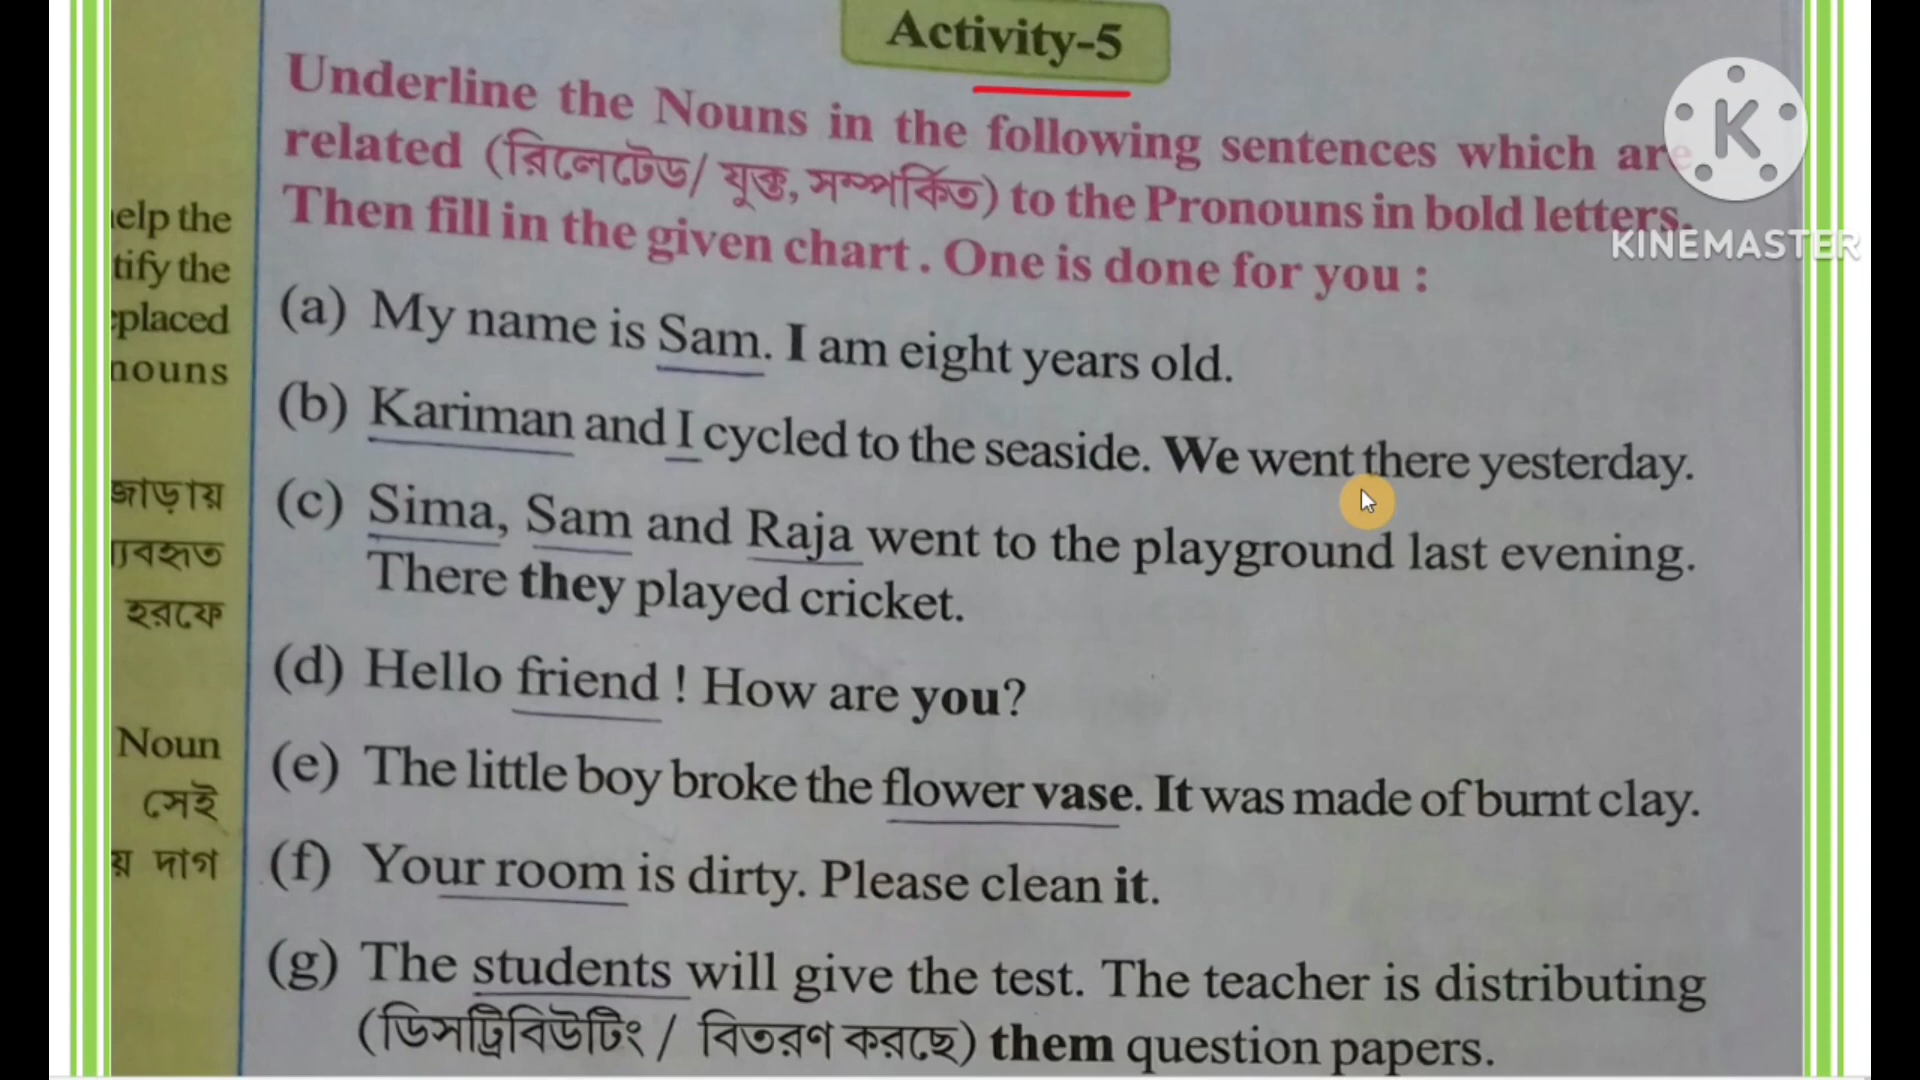 Activity-5
Underline the Nouns in the following sentences which are
related (রিলেটেড/ যুক্ত, সম্পর্কিত) to the Pronouns in bold letters.
Then fill in the given chart. One is done for you :
K
KINEMASTER
(a) My name is Sam. I am eight years old.
(b) Kariman and I cycled to the seaside. We went there yesterday.
(c) Sima, Sam and Raja went to the playground last evening.
There they played cricket.
(d) Hello friend ! How are you?
(e) The little boy broke the flower vase. It was made of burnt clay.
(f) Your room is dirty. Please clean it.
(g) The students will give the test. The teacher is distributing
(ডিসট্রিবিউটিং / বিতরণ করছে) them question papers.
help the
tify the
eplaced
nouns
জোড়ায়
ব্যবহৃত
হরফে
Noun
সেই
য় দাগ